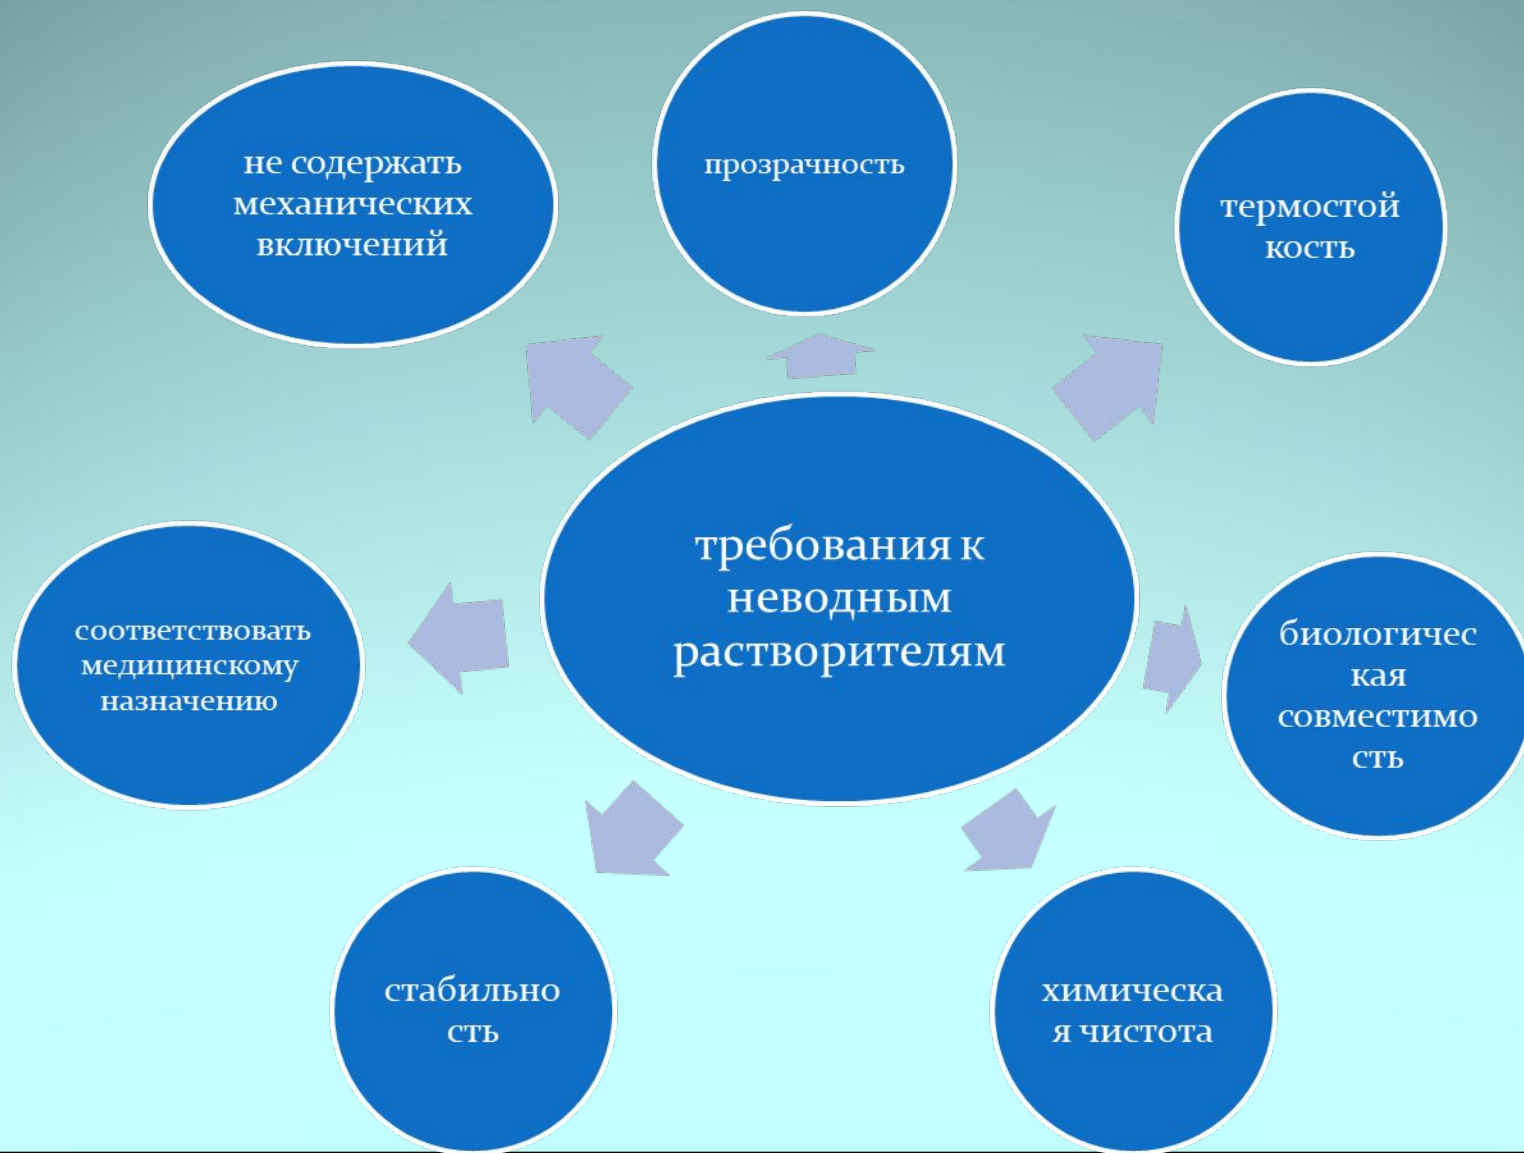 не содержать
механических
включений
прозрачность
термостой
кость
требования к
неводным
растворителям
соответствовать
медицинскому
назначению
биологичес
кая
совместимо
сть
стабильно
сть
химическа
я чистота